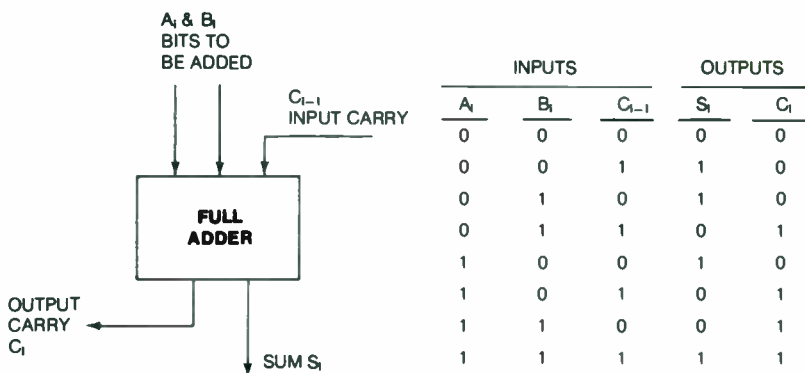 Aᵢ & Bᵢ
BITS TO
BE ADDED
Cᵢ₋₁
INPUT CARRY
FULL
ADDER
OUTPUT
CARRY
Cᵢ
SUM Sᵢ
INPUTS OUTPUTS
Aᵢ Bᵢ Cᵢ₋₁ Sᵢ Cᵢ
0 0 0 0 0
0 0 1 1 0
0 1 0 1 0
0 1 1 0 1
1 0 0 1 0
1 0 1 0 1
1 1 0 0 1
1 1 1 1 1